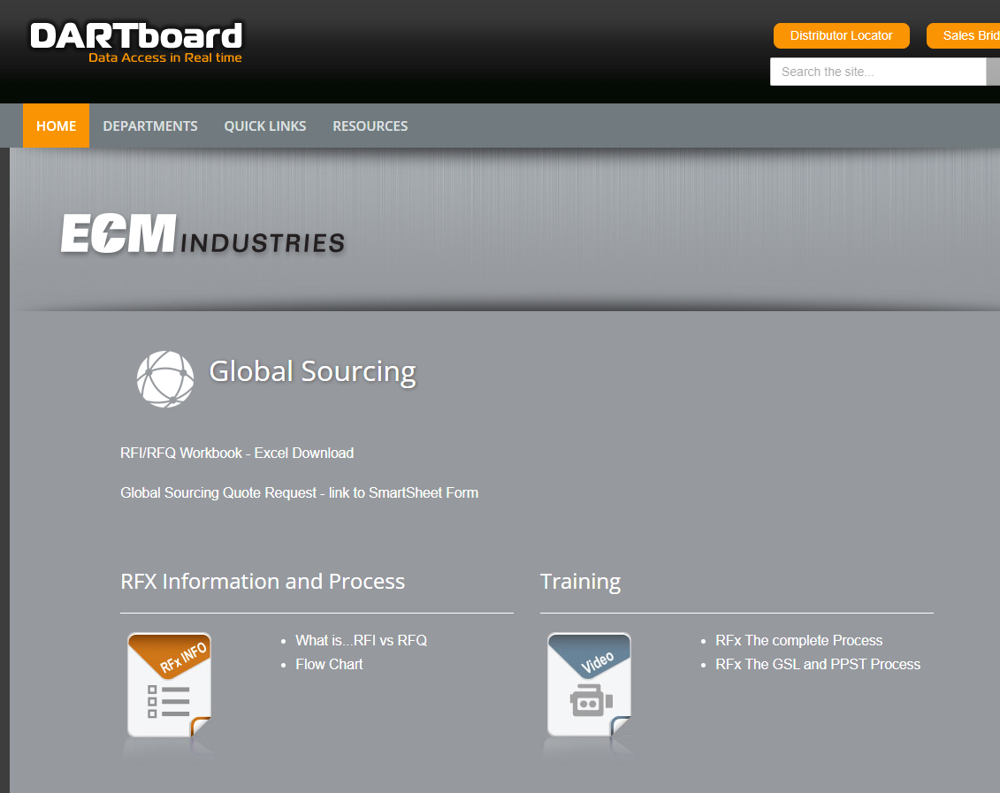 DARTboard
Data Access in Real time
Distributor Locator
Sales Brid
Search the site...
HOME
DEPARTMENTS
QUICK LINKS
RESOURCES
ECM INDUSTRIES
Global Sourcing
RFI/RFQ Workbook - Excel Download
Global Sourcing Quote Request - link to SmartSheet Form
RFX Information and Process
RFx INFO
What is...RFI vs RFQ
Flow Chart
Training
Video
RFx The complete Process
RFx The GSL and PPST Process